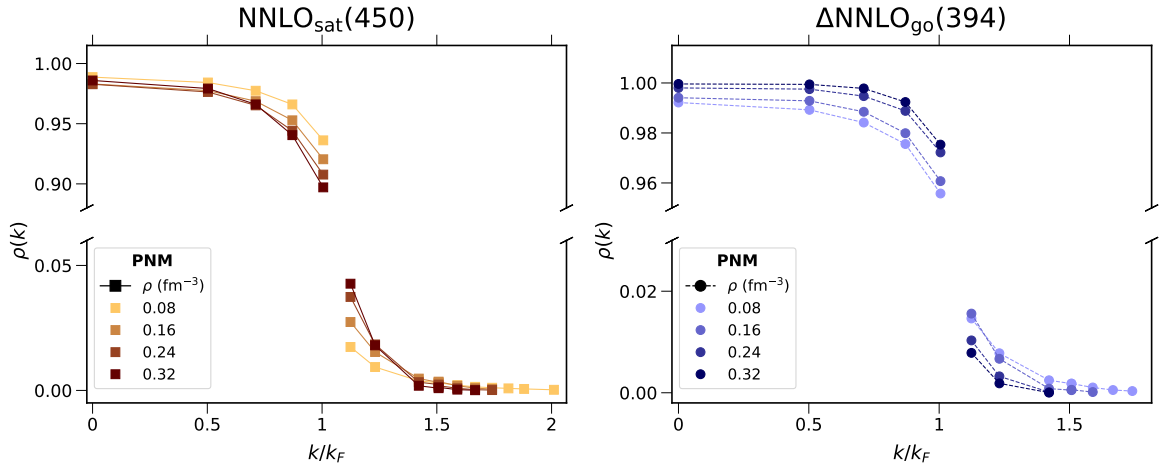 NNLOsat(450)
1.00
0.95
0.90
0.05
0.00
ρ(k)
PNM
ρ (fm⁻³)
0.08
0.16
0.24
0.32
0 0.5 1 1.5 2
k/kF
ΔNNLOgo(394)
1.00
0.98
0.96
0.02
0.00
ρ(k)
PNM
ρ (fm⁻³)
0.08
0.16
0.24
0.32
0 0.5 1 1.5
k/kF